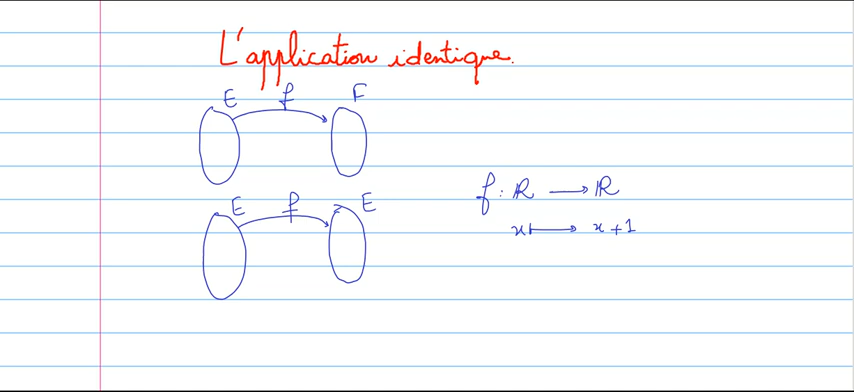 L'application identique.
E f F
E f E
f : ℝ ⟶ ℝ
x ⟼ x + 1